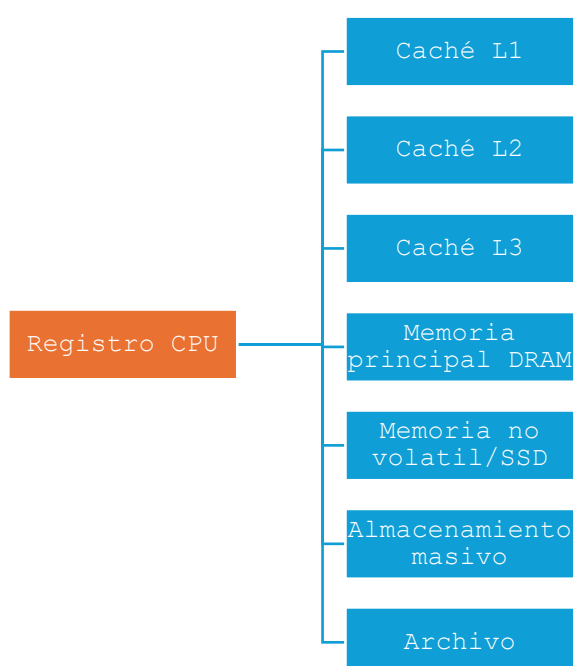 Caché L1
Caché L2
Caché L3
Registro CPU
Memoria
principal DRAM
Memoria no
volatil/SSD
Almacenamiento
masivo
Archivo